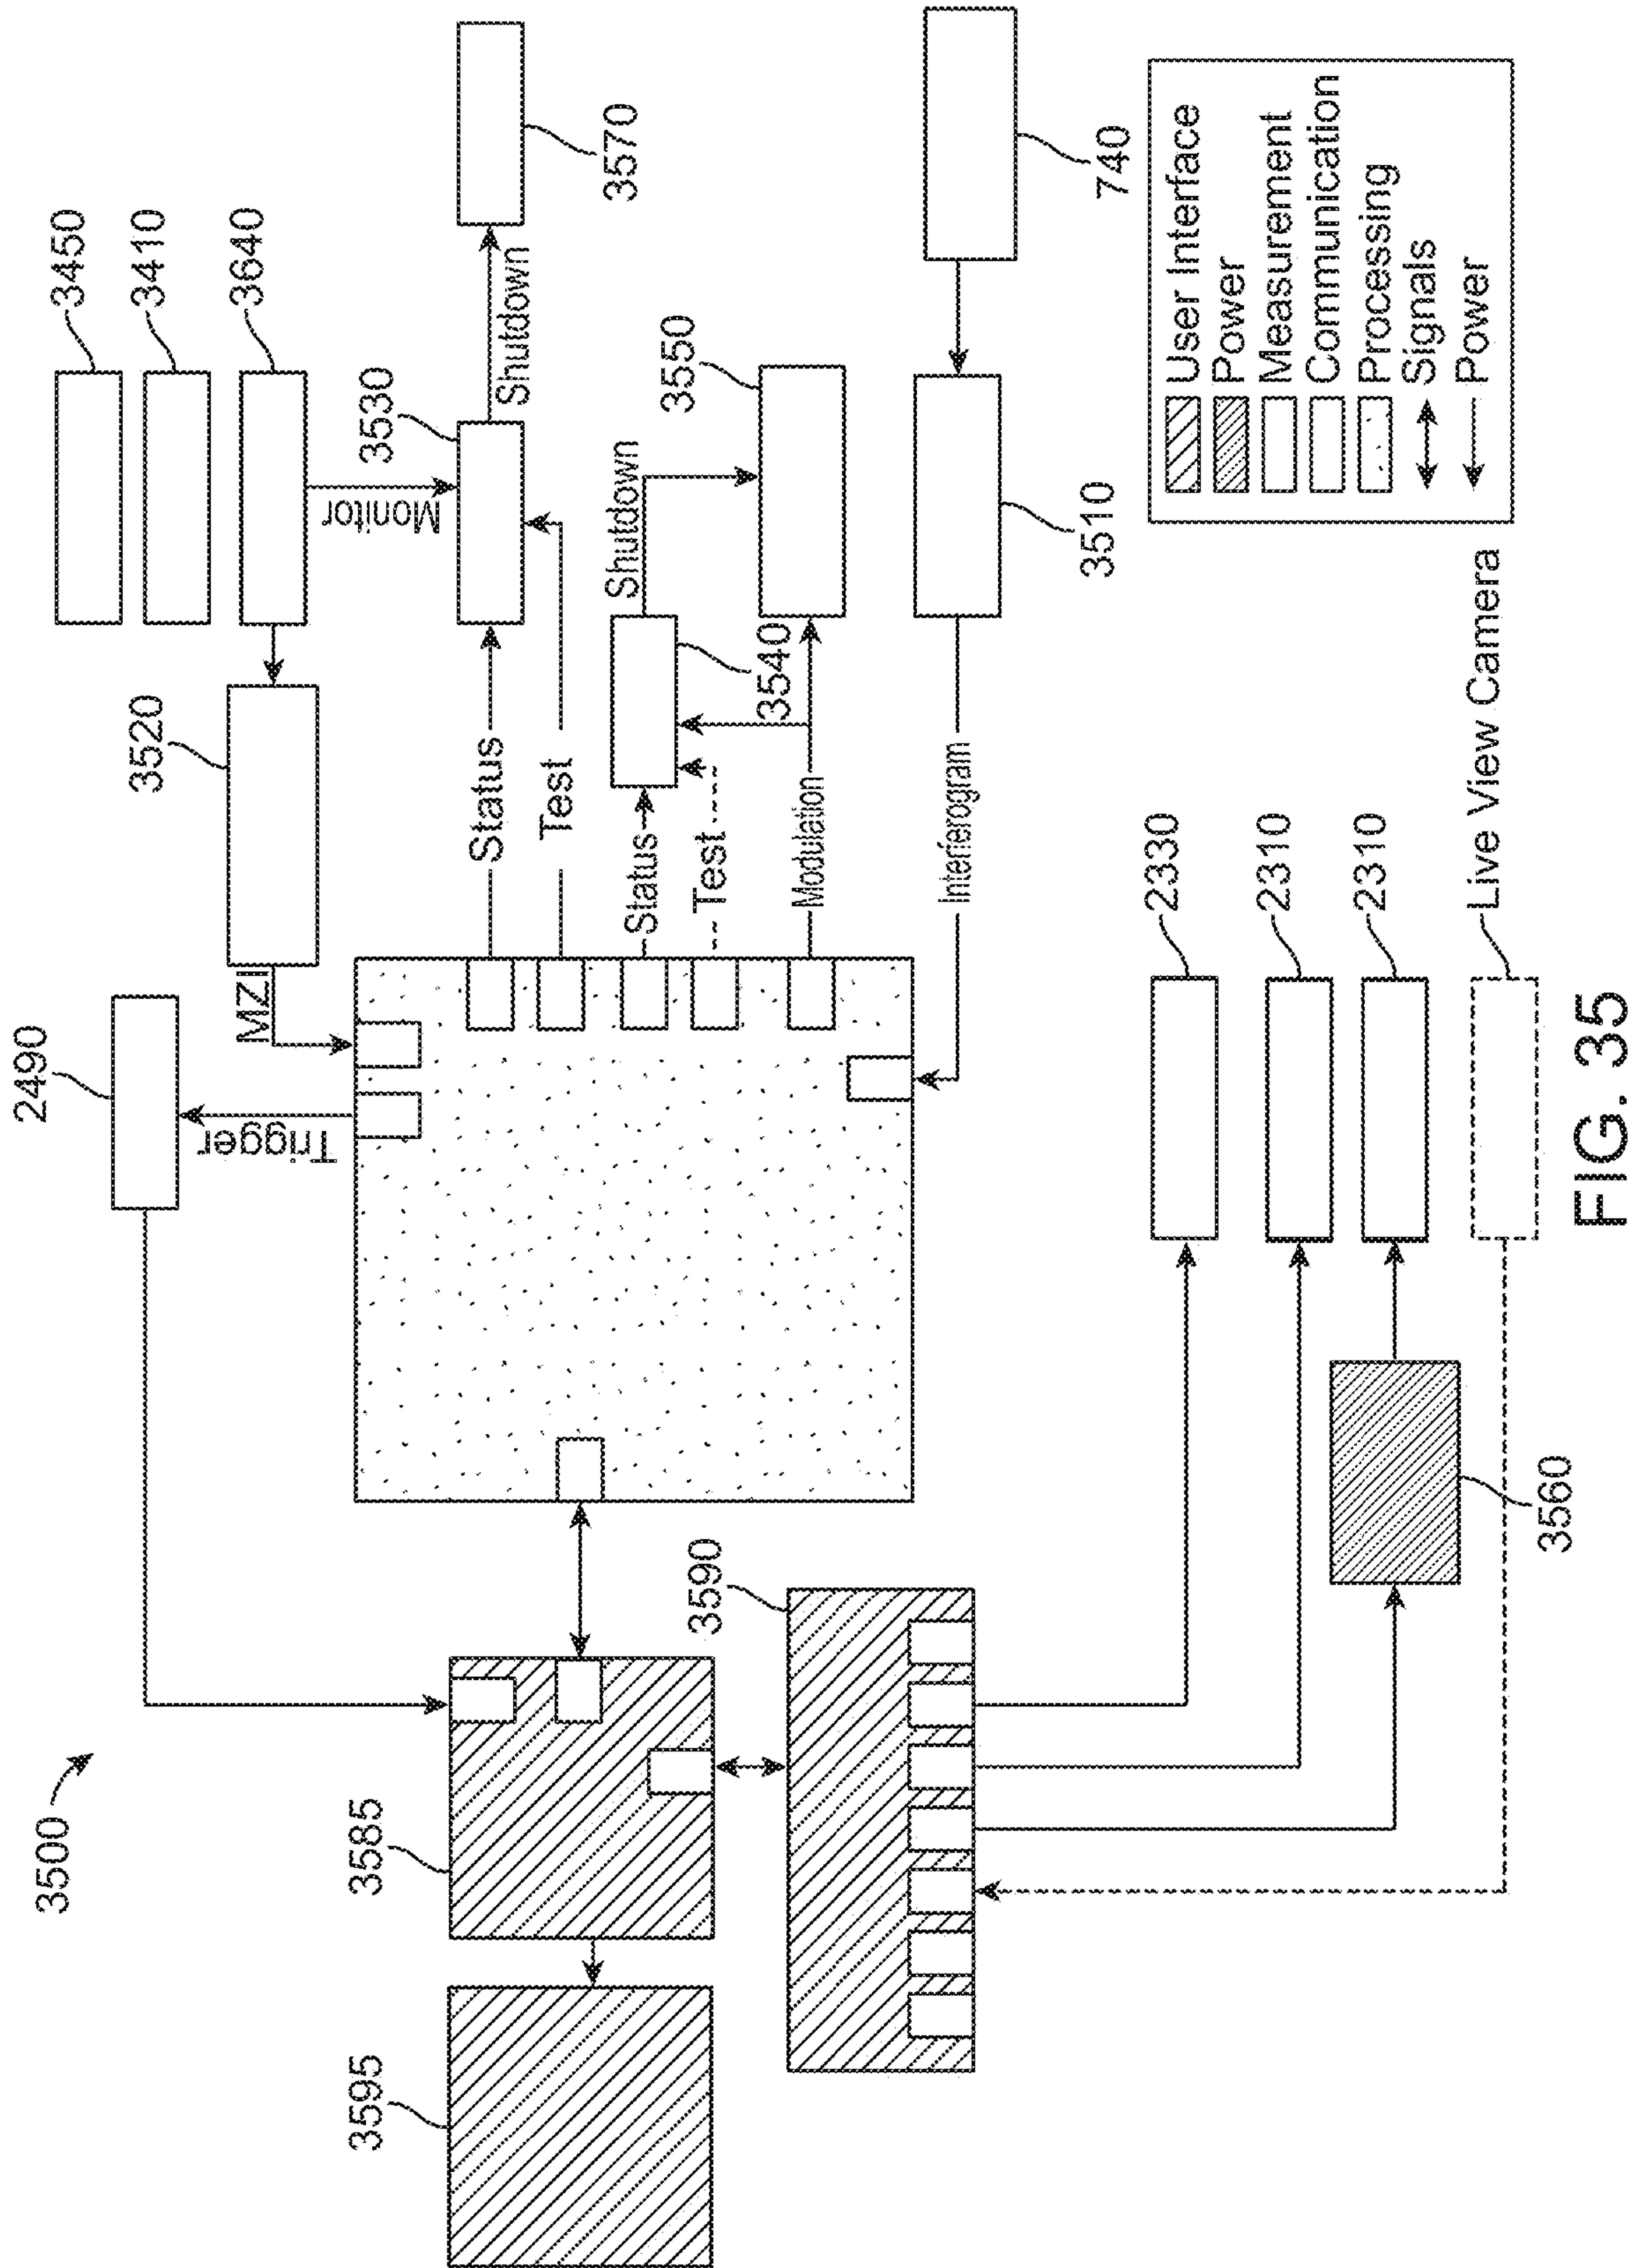 3500
3595
3585
3590
2490
Trigger
MZI
3520
3450
3410
3640
Monitor
3530
Status
Test
Shutdown
3570
Status
Test
Modulation
3540
Shutdown
3550
Interferogram
3510
740
2330
2310
2310
Live View Camera
3560
User Interface
Power
Measurement
Communication
Processing
Signals
Power
FIG. 35